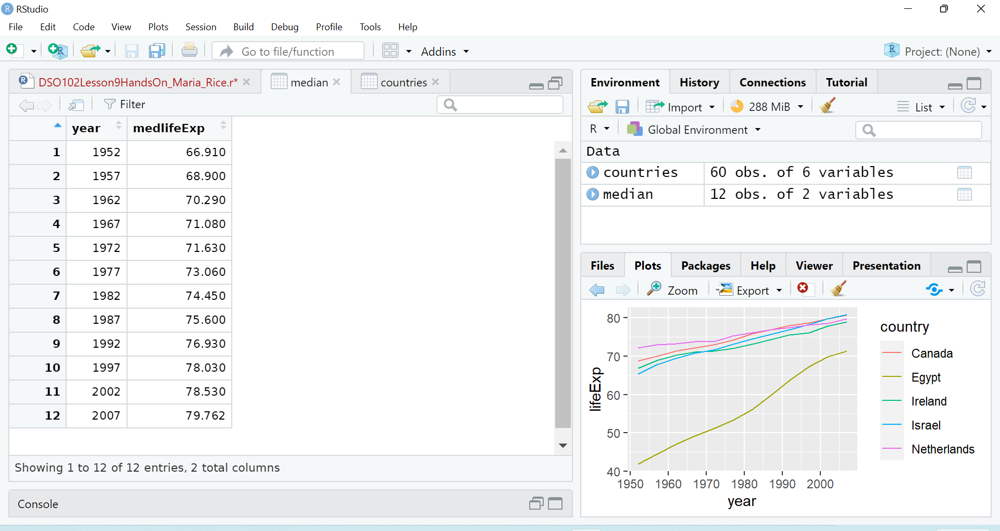 RStudio
File Edit Code View Plots Session Build Debug Profile Tools Help
Go to file/function Addins Project: (None)
DSO102Lesson9HandsOn_Maria_Rice.r* median countries
Filter
year medlifeExp
1 1952 66.910
2 1957 68.900
3 1962 70.290
4 1967 71.080
5 1972 71.630
6 1977 73.060
7 1982 74.450
8 1987 75.600
9 1992 76.930
10 1997 78.030
11 2002 78.530
12 2007 79.762
Showing 1 to 12 of 12 entries, 2 total columns
Console
Environment History Connections Tutorial
Import 288 MiB List
R Global Environment
Data
countries 60 obs. of 6 variables
median 12 obs. of 2 variables
Files Plots Packages Help Viewer Presentation
Zoom Export
80
70
60
50
40
lifeExp
1950 1960 1970 1980 1990 2000
year
country
Canada
Egypt
Ireland
Israel
Netherlands